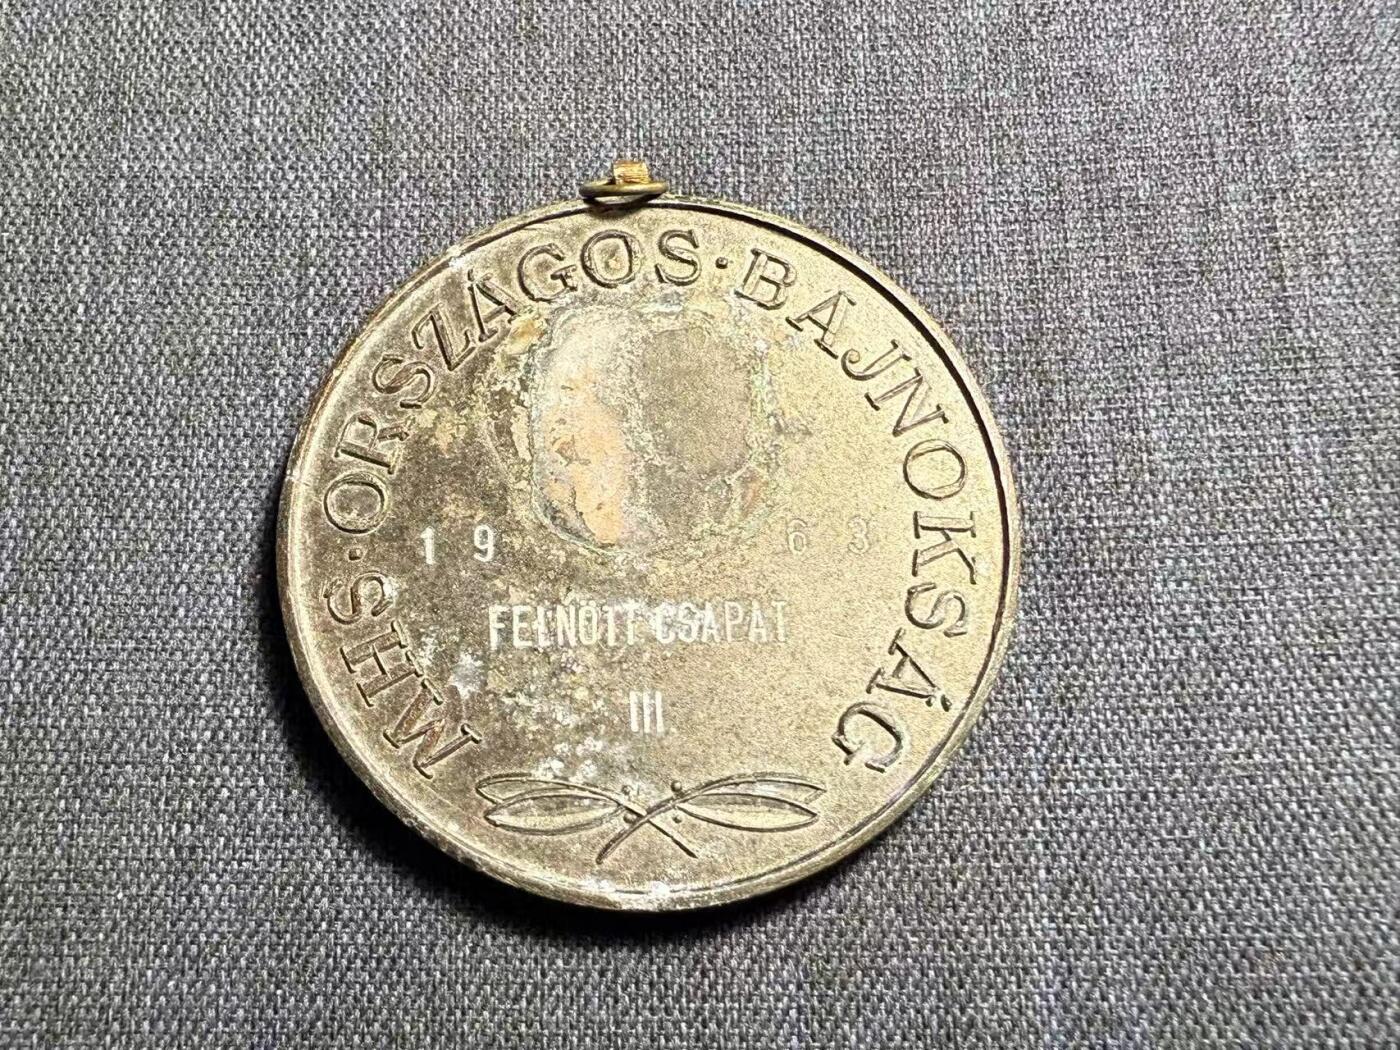 MHS·ORSZÁGOS·BAJNOKSÁG
19 63
FELNŐTT CSAPAT
III